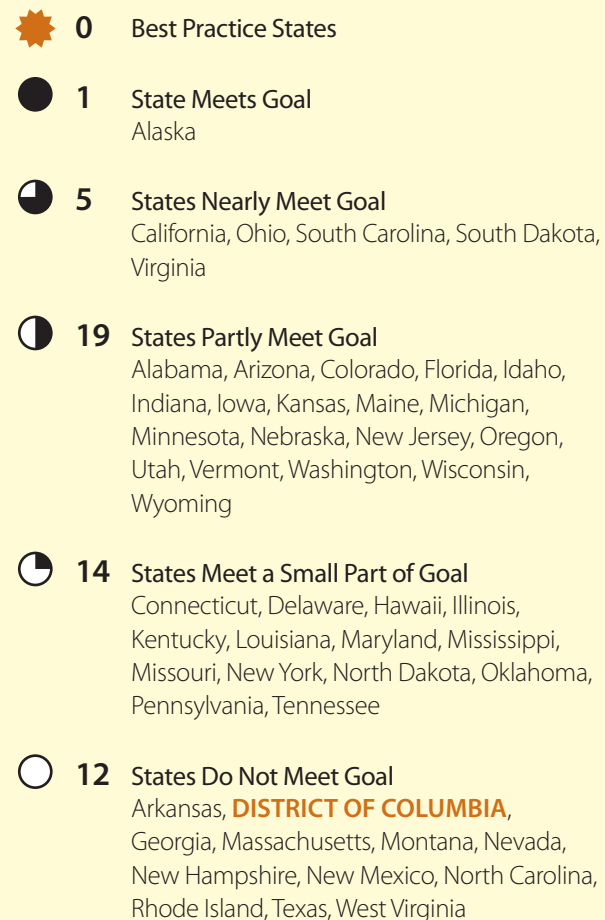 0 Best Practice States
1 State Meets Goal
Alaska
5 States Nearly Meet Goal
California, Ohio, South Carolina, South Dakota,
Virginia
19 States Partly Meet Goal
Alabama, Arizona, Colorado, Florida, Idaho,
Indiana, Iowa, Kansas, Maine, Michigan,
Minnesota, Nebraska, New Jersey, Oregon,
Utah, Vermont, Washington, Wisconsin,
Wyoming
14 States Meet a Small Part of Goal
Connecticut, Delaware, Hawaii, Illinois,
Kentucky, Louisiana, Maryland, Mississippi,
Missouri, New York, North Dakota, Oklahoma,
Pennsylvania, Tennessee
12 States Do Not Meet Goal
Arkansas, DISTRICT OF COLUMBIA,
Georgia, Massachusetts, Montana, Nevada,
New Hampshire, New Mexico, North Carolina,
Rhode Island, Texas, West Virginia